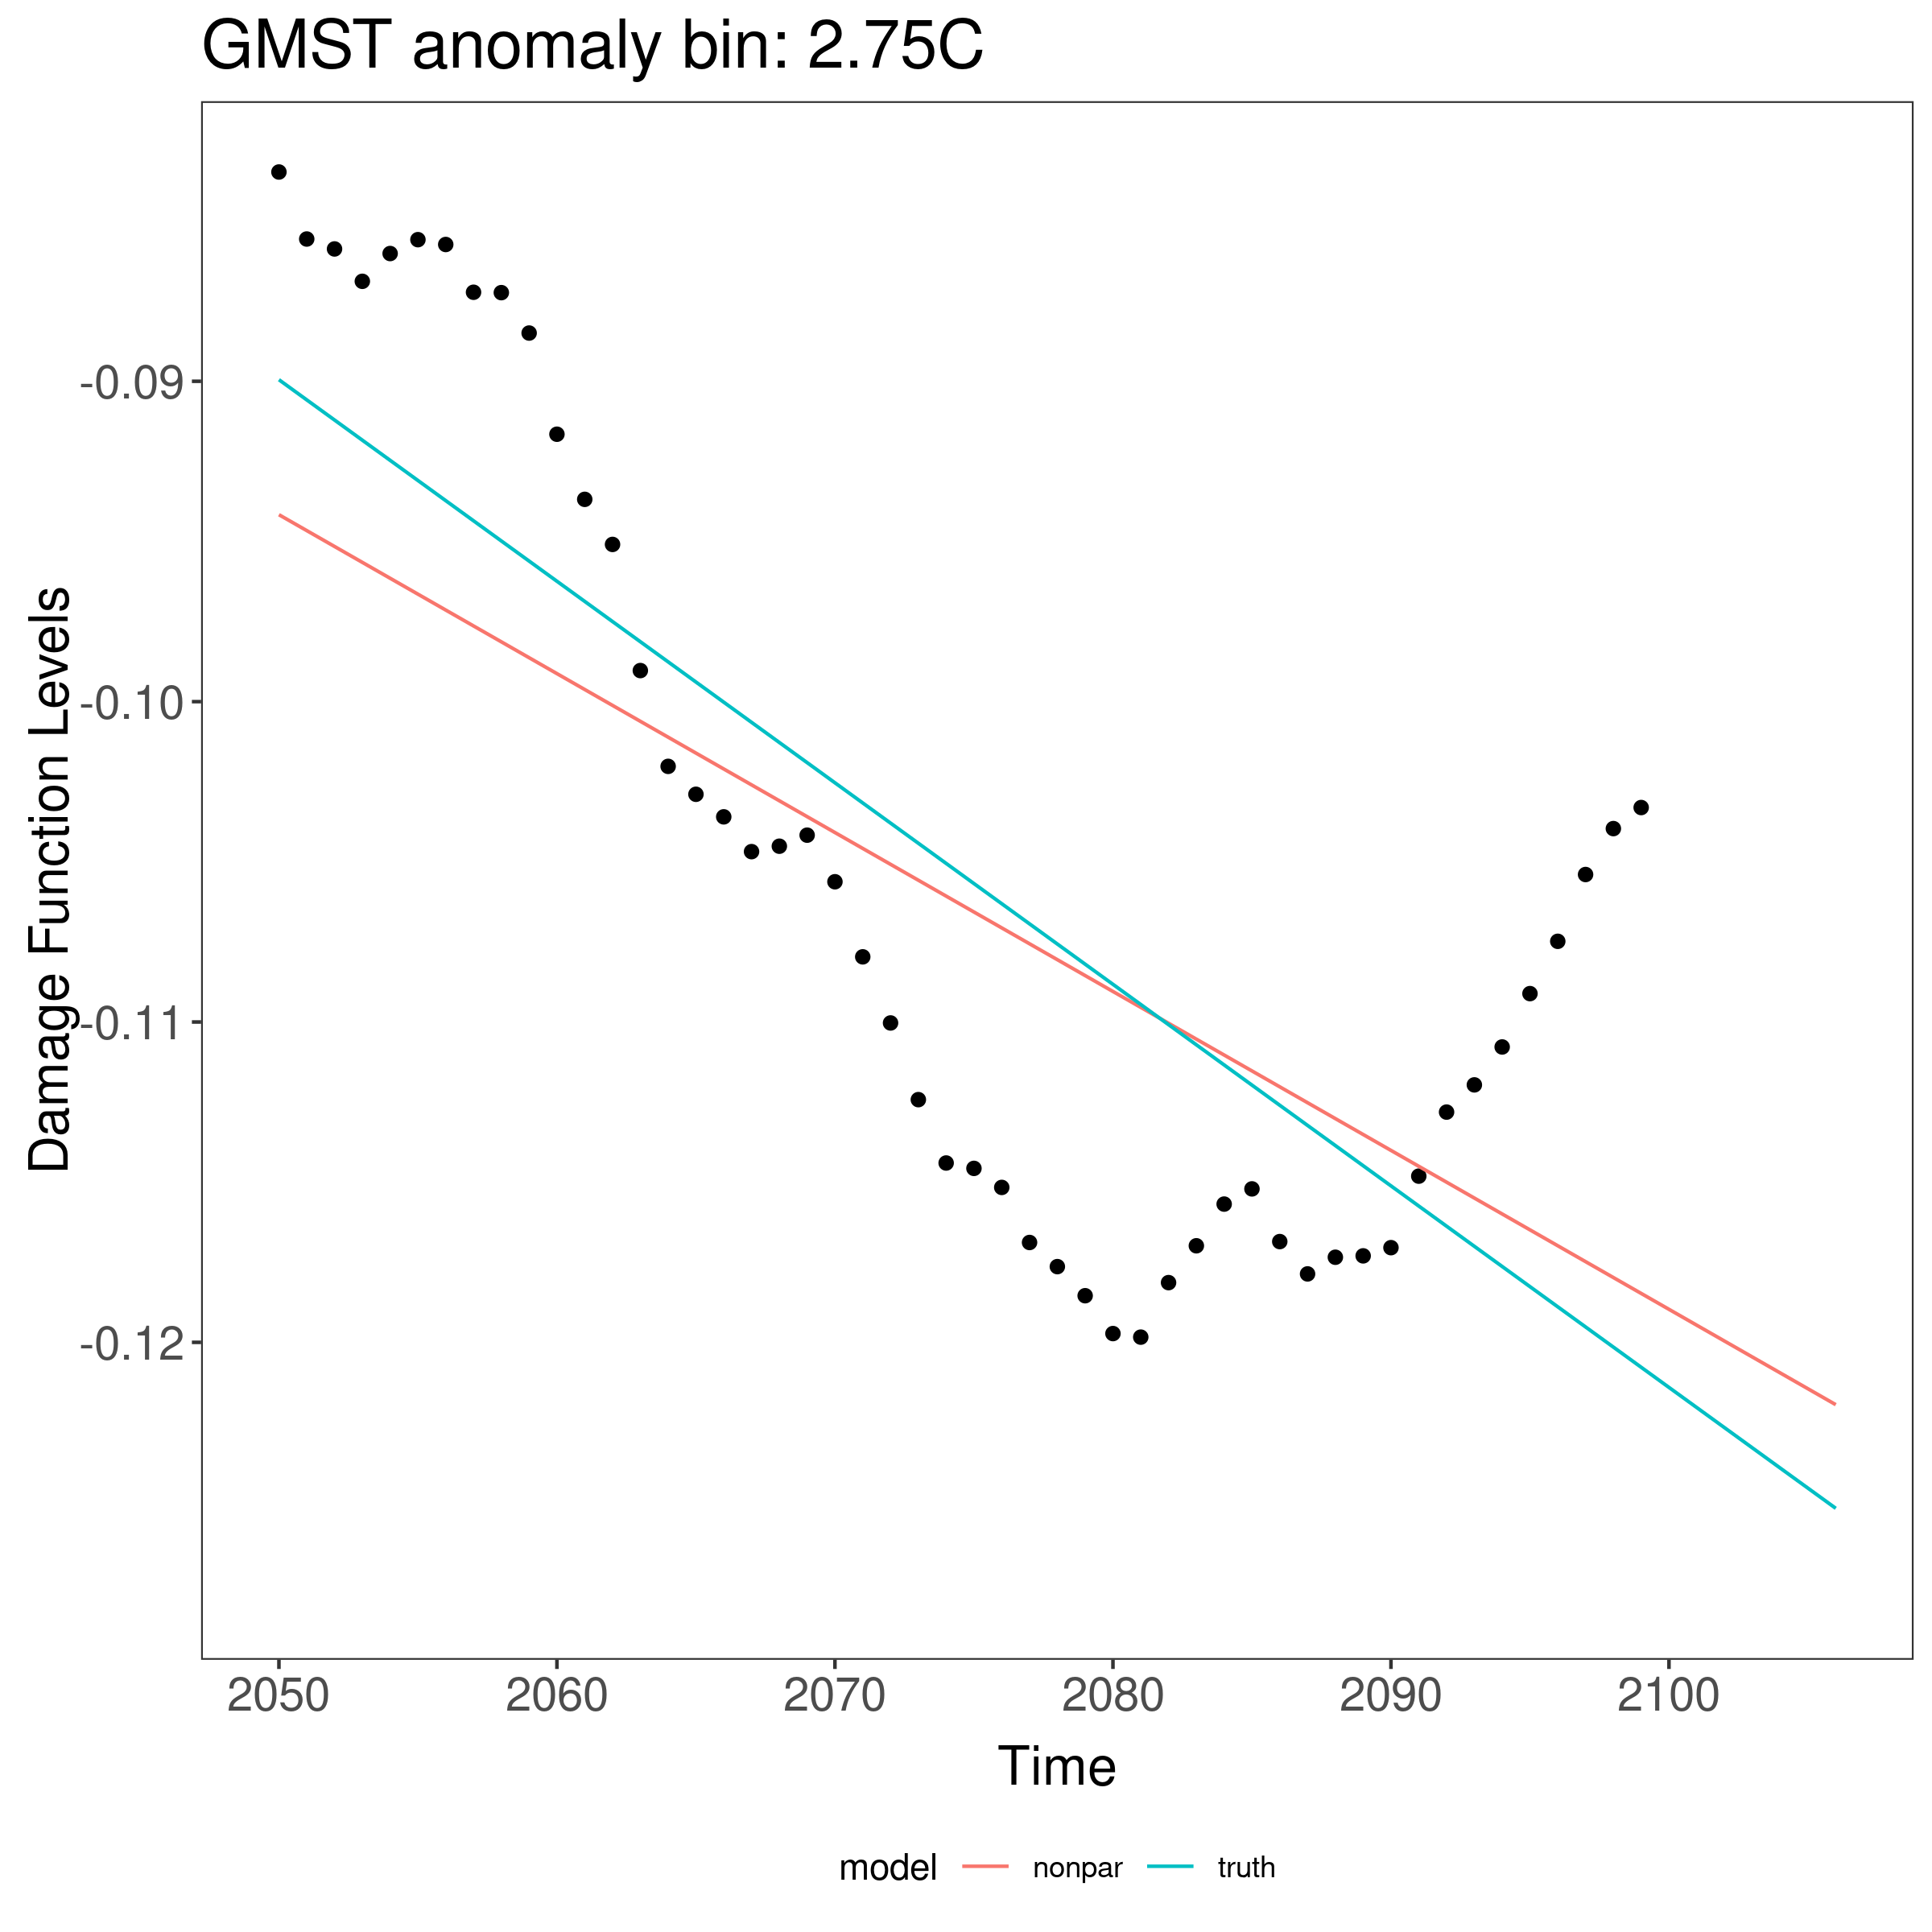 GMST anomaly bin: 2.75C
Damage Function Levels
-0.09
-0.10
-0.11
-0.12
2050 2060 2070 2080 2090 2100
Time
model nonpar truth